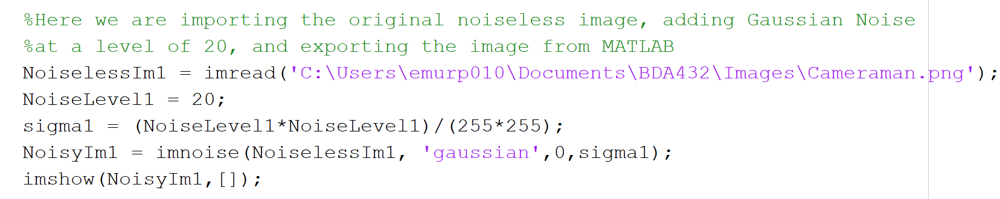 %Here we are importing the original noiseless image, adding Gaussian Noise
%at a level of 20, and exporting the image from MATLAB
NoiselessIm1 = imread('C:\Users\emurp010\Documents\BDA432\Images\Cameraman.png');
NoiseLevel1 = 20;
sigma1 = (NoiseLevel1*NoiseLevel1)/(255*255);
NoisyIm1 = imnoise(NoiselessIm1, 'gaussian',0,sigma1);
imshow(NoisyIm1,[]);